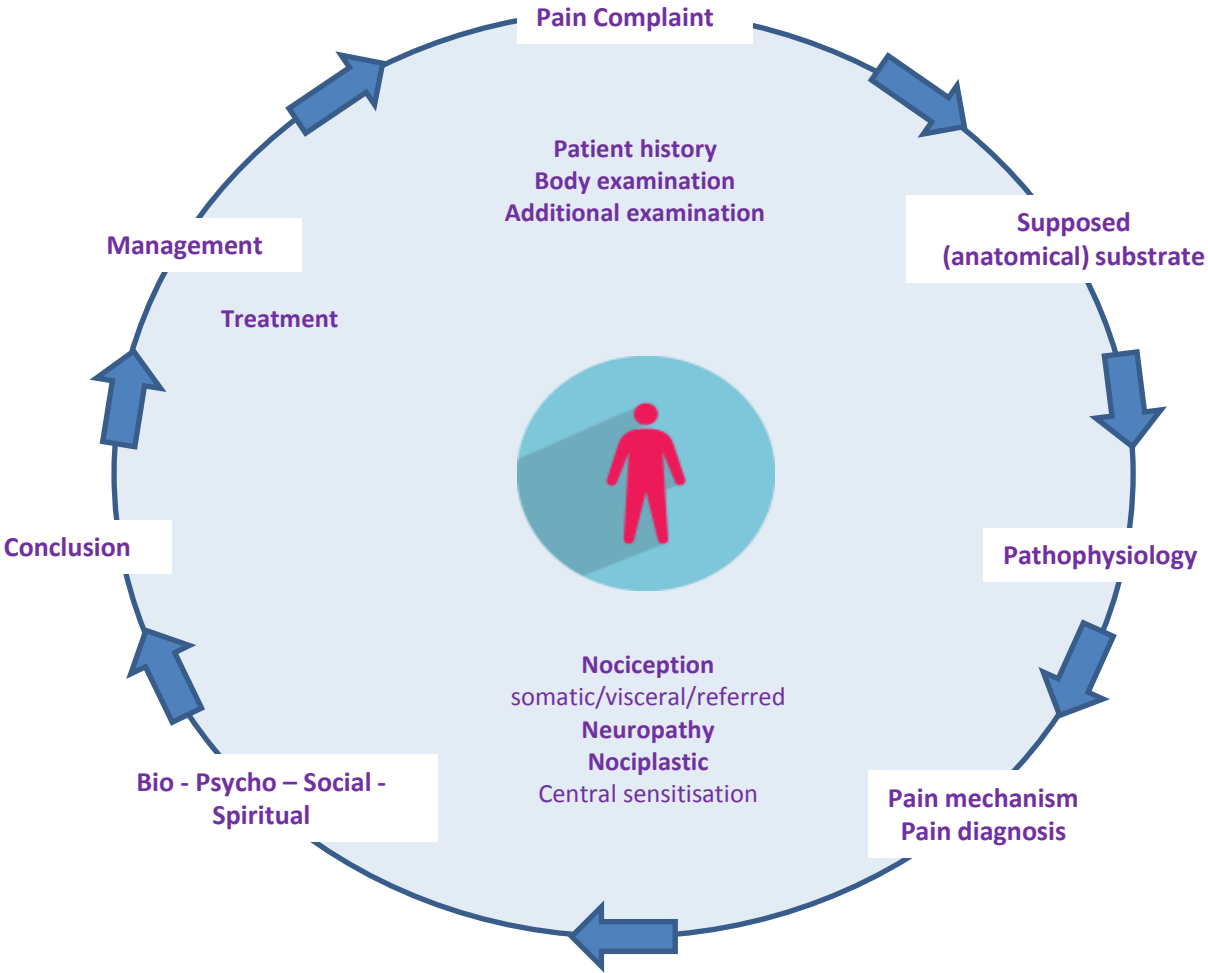 Pain Complaint
Patient history
Body examination
Additional examination
Supposed
(anatomical) substrate
Pathophysiology
Pain mechanism
Pain diagnosis
Nociception
somatic/visceral/referred
Neuropathy
Nociplastic
Central sensitisation
Bio - Psycho – Social -
Spiritual
Conclusion
Management
Treatment